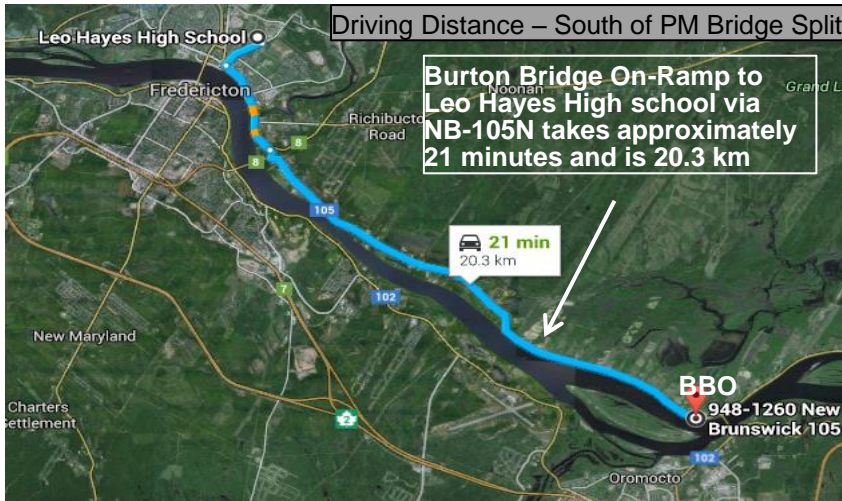 Driving Distance – South of PM Bridge Split
Leo Hayes High School
Burton Bridge On-Ramp to
Leo Hayes High school via
NB-105N takes approximately
21 minutes and is 20.3 km
Noonan
Grand L
Fredericton
Richibucto
Road
8
8
105
21 min
20.3 km
7
102
New Maryland
BBO
948-1260 New
Brunswick 105
Charters
Settlement
2
102
Oromocto